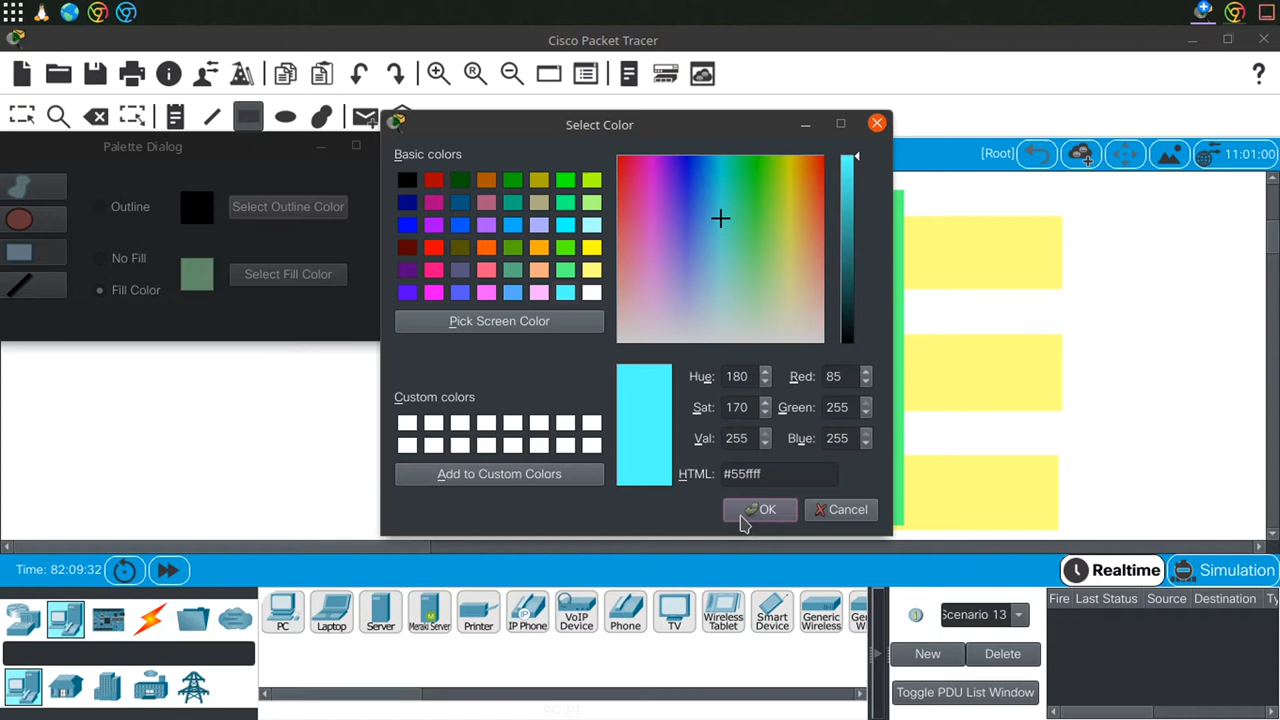 Cisco Packet Tracer
Select Color
Palette Dialog
Basic colors
[Root]
11:01:00
Outline
Select Outline Color
No Fill
Select Fill Color
Fill Color
Pick Screen Color
Hue: 180
Red: 85
Custom colors
Sat: 170
Green: 255
Val: 255
Blue: 255
Add to Custom Colors
HTML: #55ffff
OK
Cancel
Time: 82:09:32
Realtime
Simulation
Fire Last Status Source Destination Ty
PC
Laptop
Server
Meraki Server
Printer
IP Phone
VoIP Device
Phone
TV
Wireless Tablet
Smart Device
Generic Wireless
Scenario 13
New
Delete
Toggle PDU List Window